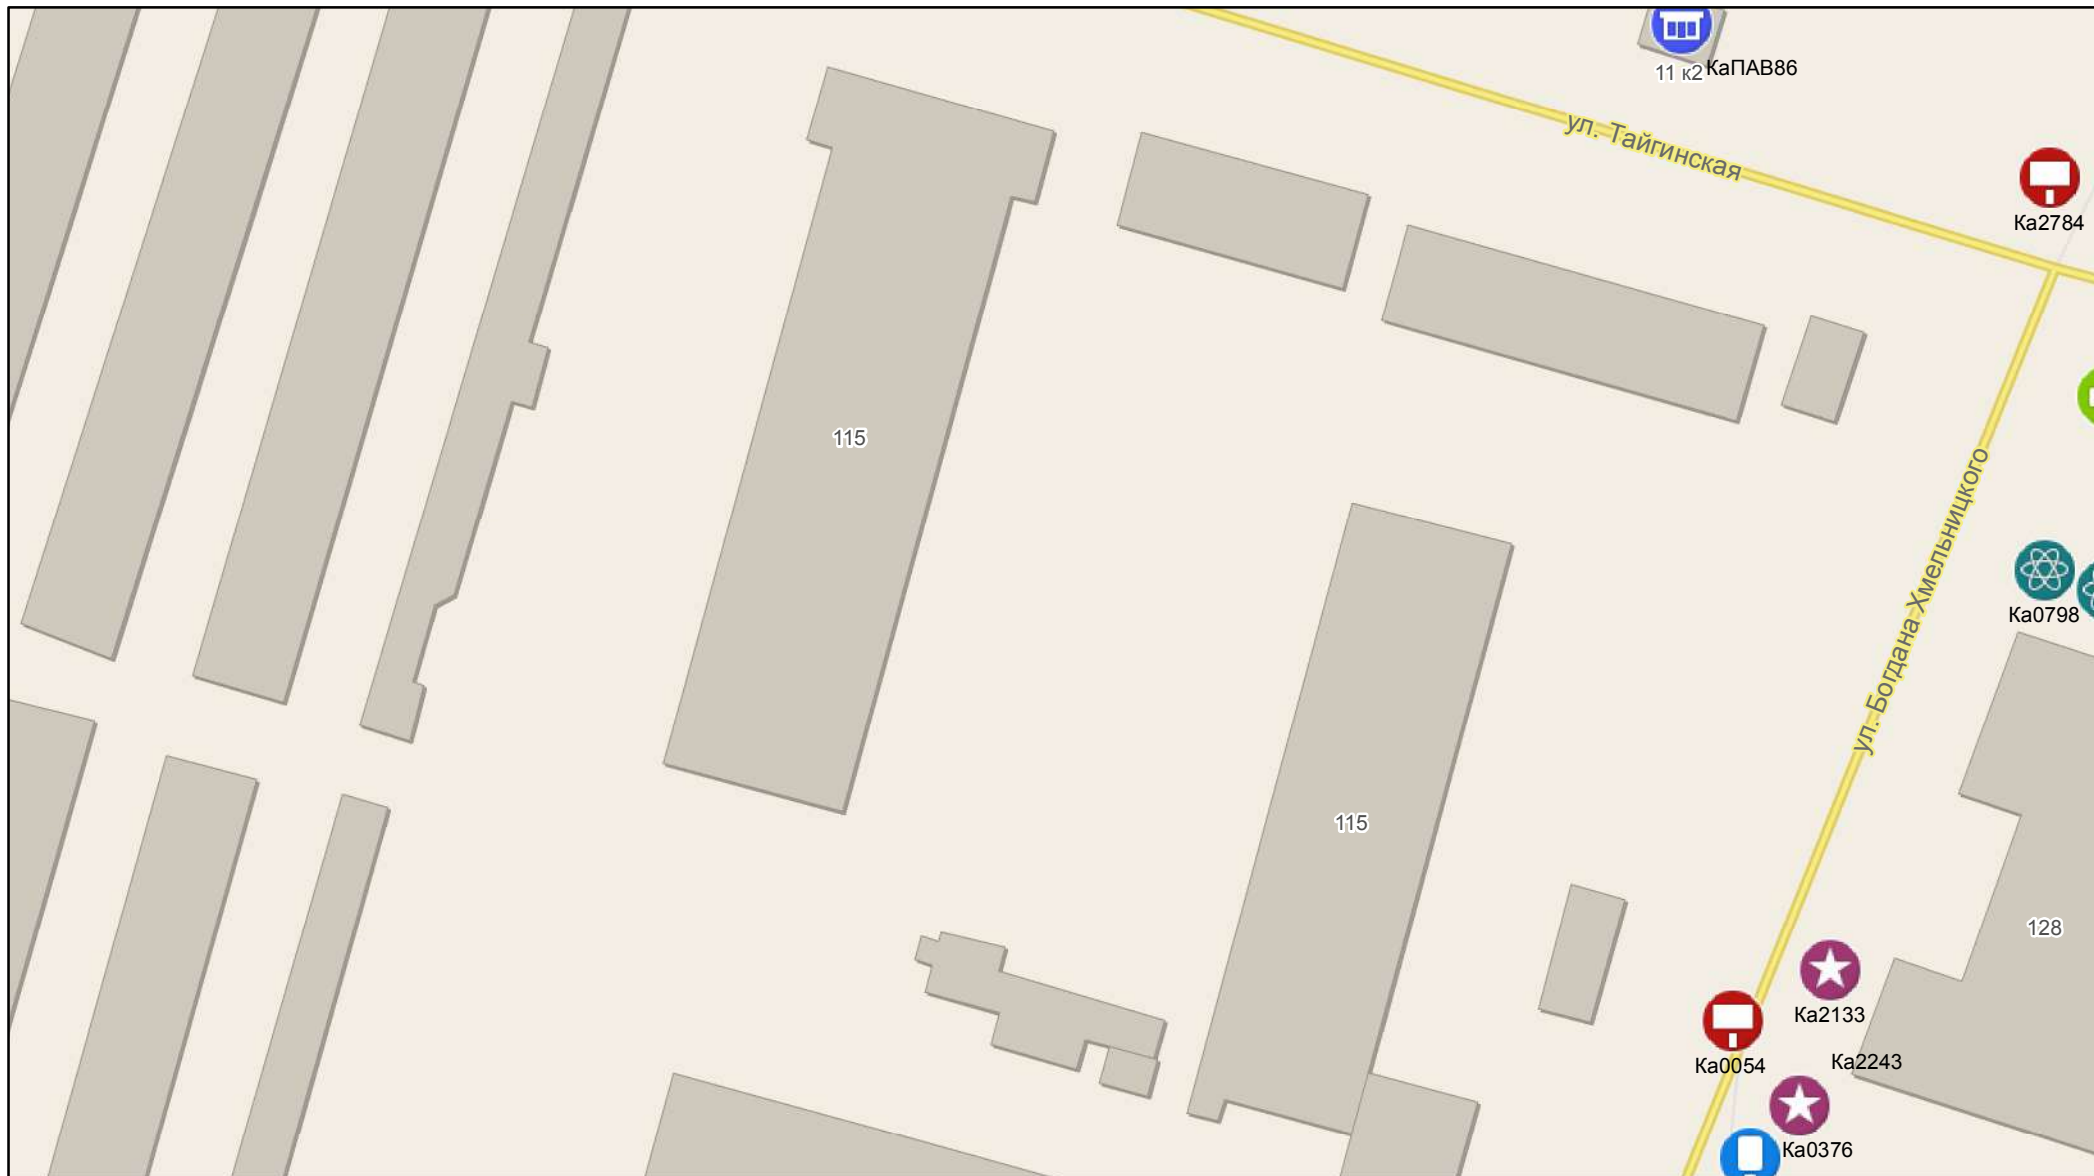 11 к2
КаПАВ86
ул. Тайгинская
Ка2784
115
ул. Богдана Хмельницкого
Ка0798
115
128
Ка2133
Ка0054
Ка2243
Ка0376